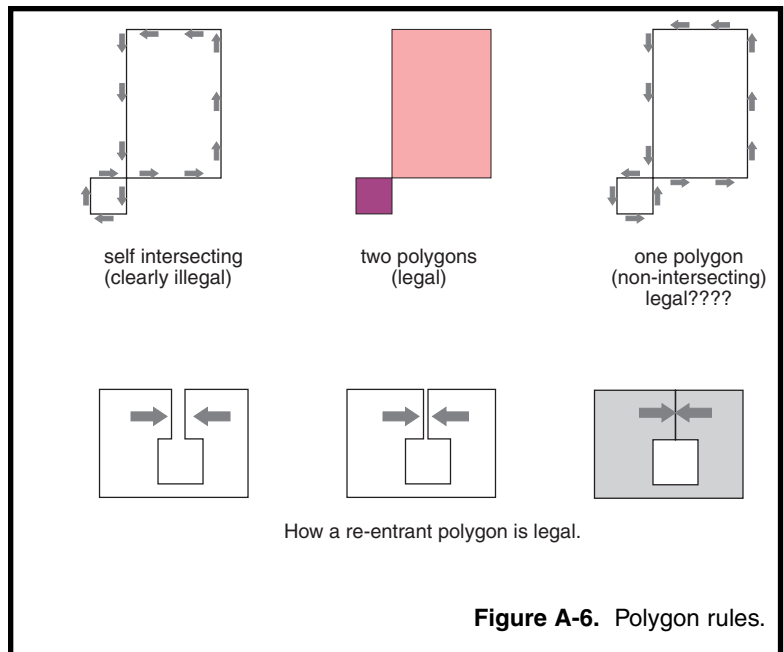 self intersecting
(clearly illegal)
two polygons
(legal)
one polygon
(non-intersecting)
legal????
How a re-entrant polygon is legal.
Figure A-6. Polygon rules.